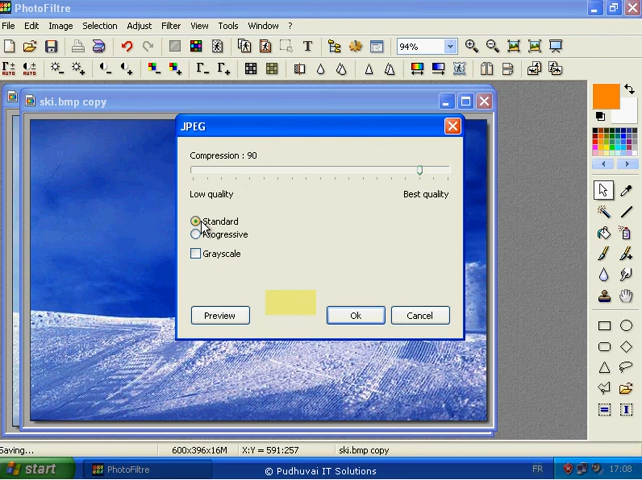 PhotoFiltre
File Edit Image Selection Adjust Filter View Tools Window ?
94%
ski.bmp copy
JPEG
Compression : 90
Low quality Best quality
Standard
Progressive
Grayscale
Preview Ok Cancel
Saving... 600x396x16M X:Y = 591:257 ski.bmp copy
start PhotoFiltre © Pudhuvai IT Solutions FR 17:08